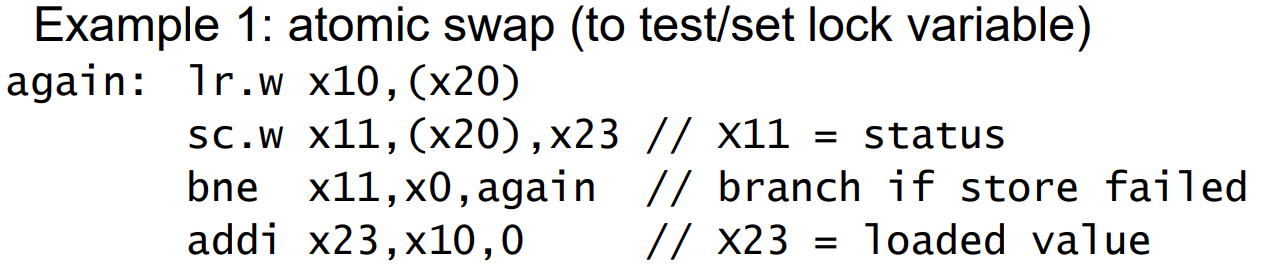 Example 1: atomic swap (to test/set lock variable)
again: lr.w x10,(x20)
sc.w x11,(x20),x23 // X11 = status
bne x11,x0,again // branch if store failed
addi x23,x10,0 // X23 = loaded value